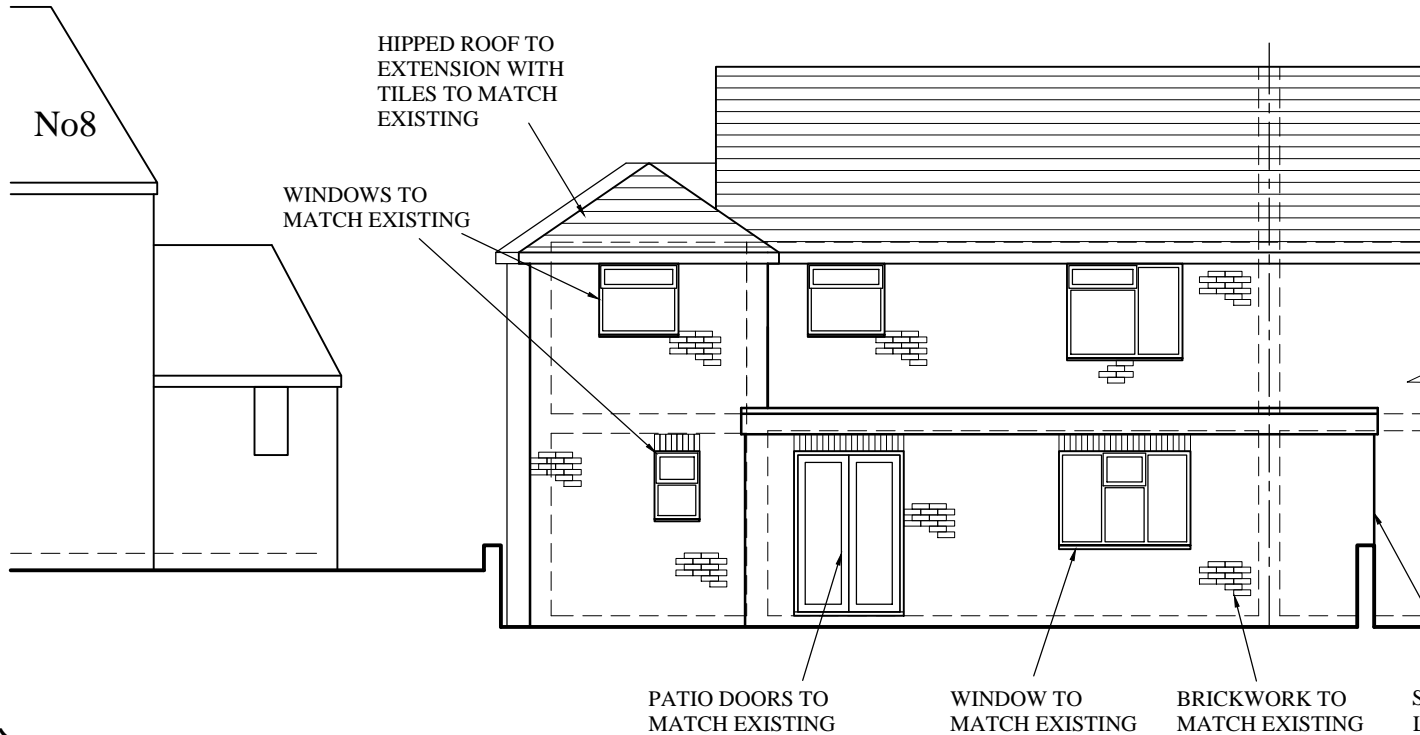 HIPPED ROOF TO
EXTENSION WITH
TILES TO MATCH
EXISTING
No8
WINDOWS TO
MATCH EXISTING
PATIO DOORS TO
MATCH EXISTING
WINDOW TO
MATCH EXISTING
BRICKWORK TO
MATCH EXISTING